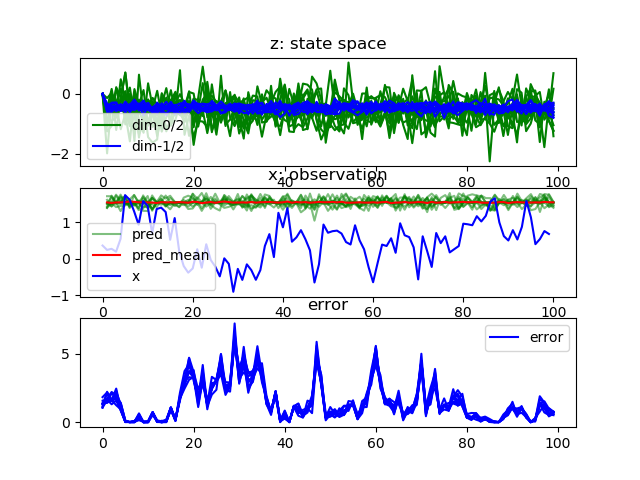 z: state space
0
−2
dim-0/2
dim-1/2
0 20 40 60 80 100
x: observation
1
0
−1
pred
pred_mean
x
0 20 40 60 80 100
error
5
0
error
0 20 40 60 80 100